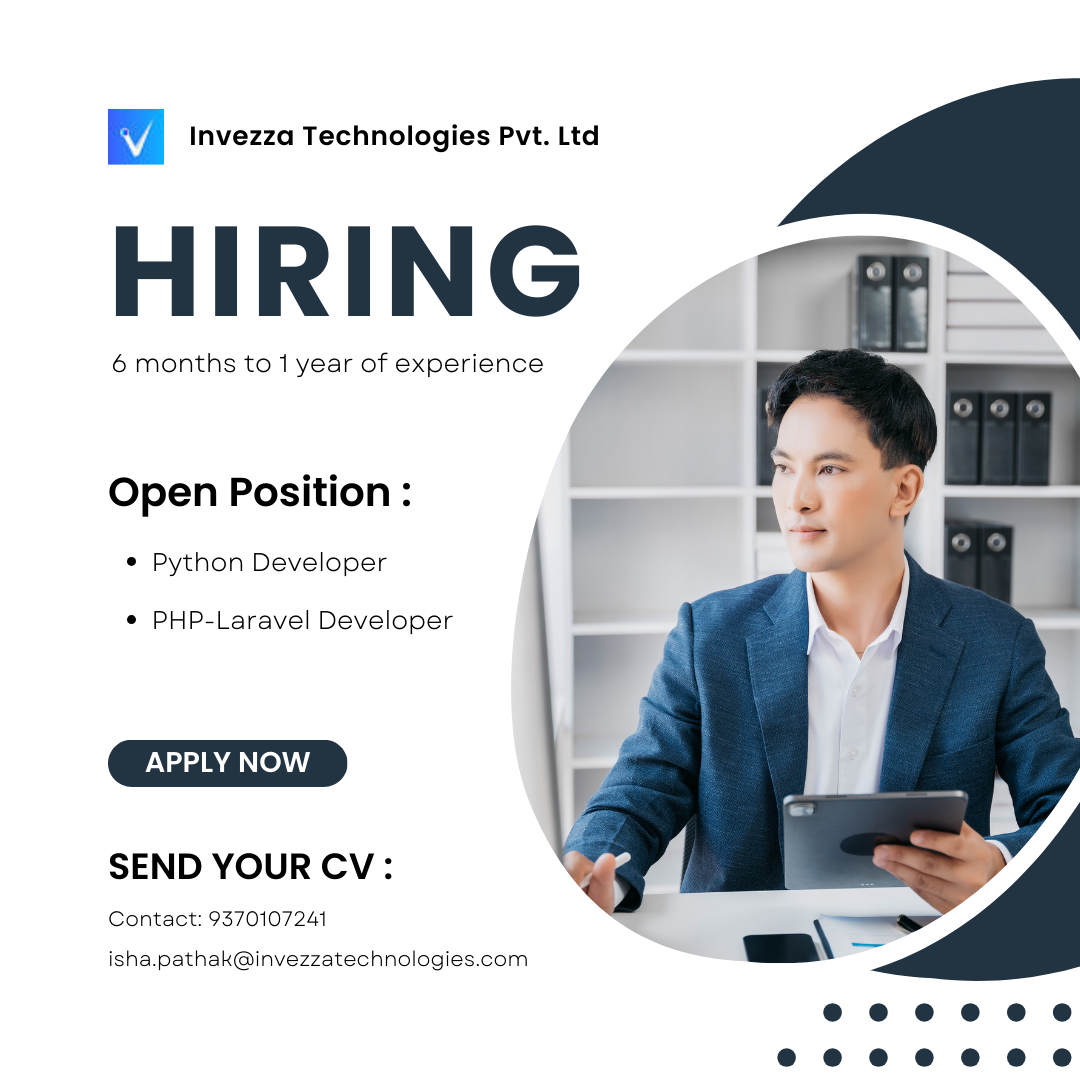 Invezza Technologies Pvt. Ltd
HIRING
6 months to 1 year of experience
Open Position :
• Python Developer
• PHP-Laravel Developer
APPLY NOW
SEND YOUR CV :
Contact: 9370107241
isha.pathak@invezzatechnologies.com